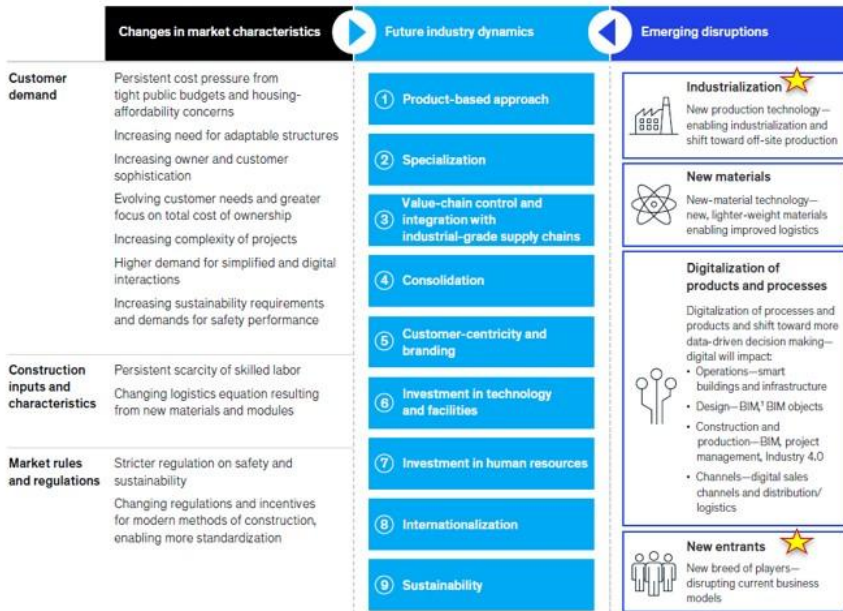 Changes in market characteristics
Future industry dynamics
Emerging disruptions
Customer
demand
Persistent cost pressure from
tight public budgets and housing-
affordability concerns
Increasing need for adaptable structures
Increasing owner and customer
sophistication
Evolving customer needs and greater
focus on total cost of ownership
Increasing complexity of projects
Higher demand for simplified and digital
interactions
Increasing sustainability requirements
and demands for safety performance
Construction
inputs and
characteristics
Persistent scarcity of skilled labor
Changing logistics equation resulting
from new materials and modules
Market rules
and regulations
Stricter regulation on safety and
sustainability
Changing regulations and incentives
for modern methods of construction,
enabling more standardization
1 Product-based approach
2 Specialization
3 Value-chain control and
integration with
industrial-grade supply chains
4 Consolidation
5 Customer-centricity and
branding
6 Investment in technology
and facilities
7 Investment in human resources
8 Internationalization
9 Sustainability
Industrialization
New production technology—
enabling industrialization and
shift toward off-site production
New materials
New-material technology—
new, lighter-weight materials
enabling improved logistics
Digitalization of
products and processes
Digitalization of processes and
products and shift toward more
data-driven decision making—
digital will impact:
• Operations—smart
buildings and infrastructure
• Design—BIM,¹ BIM objects
• Construction and
production—BIM, project
management, Industry 4.0
• Channels—digital sales
channels and distribution/
logistics
New entrants
New breed of players—
disrupting current business
models